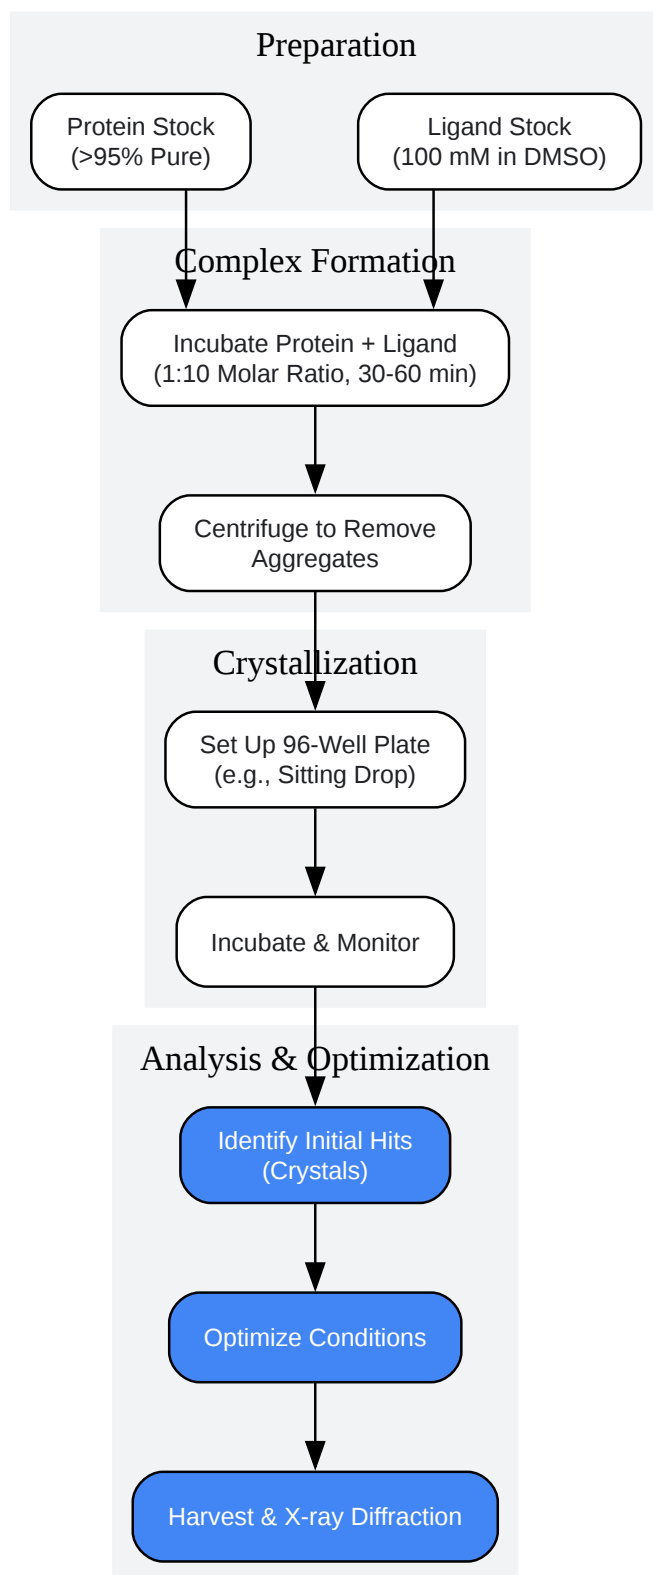 Preparation
Protein Stock
(>95% Pure)
Ligand Stock
(100 mM in DMSO)
Complex Formation
Incubate Protein + Ligand
(1:10 Molar Ratio, 30-60 min)
Centrifuge to Remove
Aggregates
Crystallization
Set Up 96-Well Plate
(e.g., Sitting Drop)
Incubate & Monitor
Analysis & Optimization
Identify Initial Hits
(Crystals)
Optimize Conditions
Harvest & X-ray Diffraction